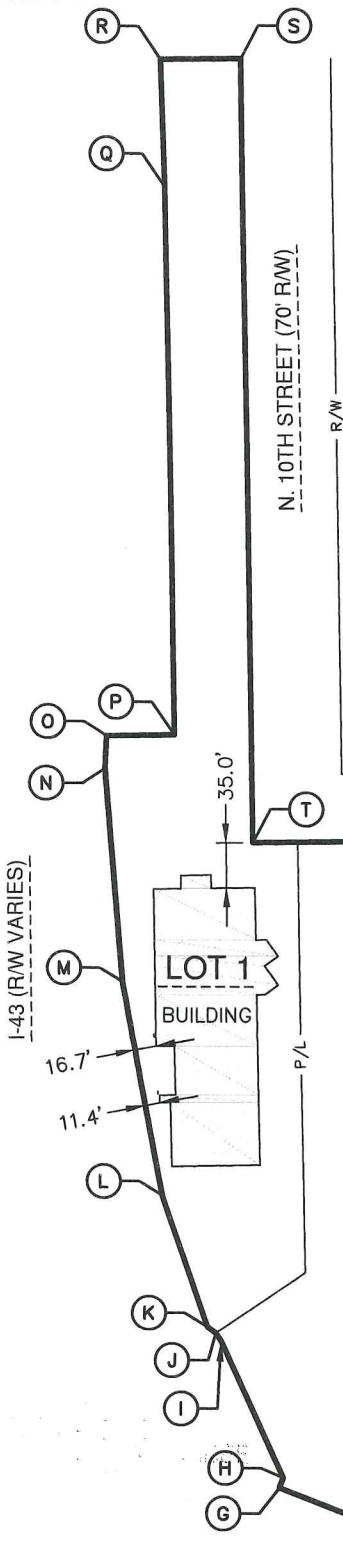 R
S
Q
N. 10TH STREET (70' R/W)
R/W
P
O
N
35.0'
T
I-43 (R/W VARIES)
M
LOT 1
BUILDING
16.7'
11.4'
P/L
L
K
J
I
H
G